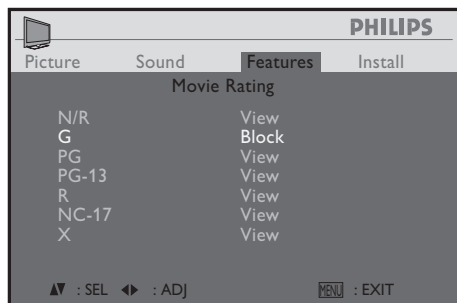 PHILIPS
Picture Sound Features Install
Movie Rating
N/R View
G Block
PG View
PG-13 View
R View
NC-17 View
X View
: SEL : ADJ MENU : EXIT